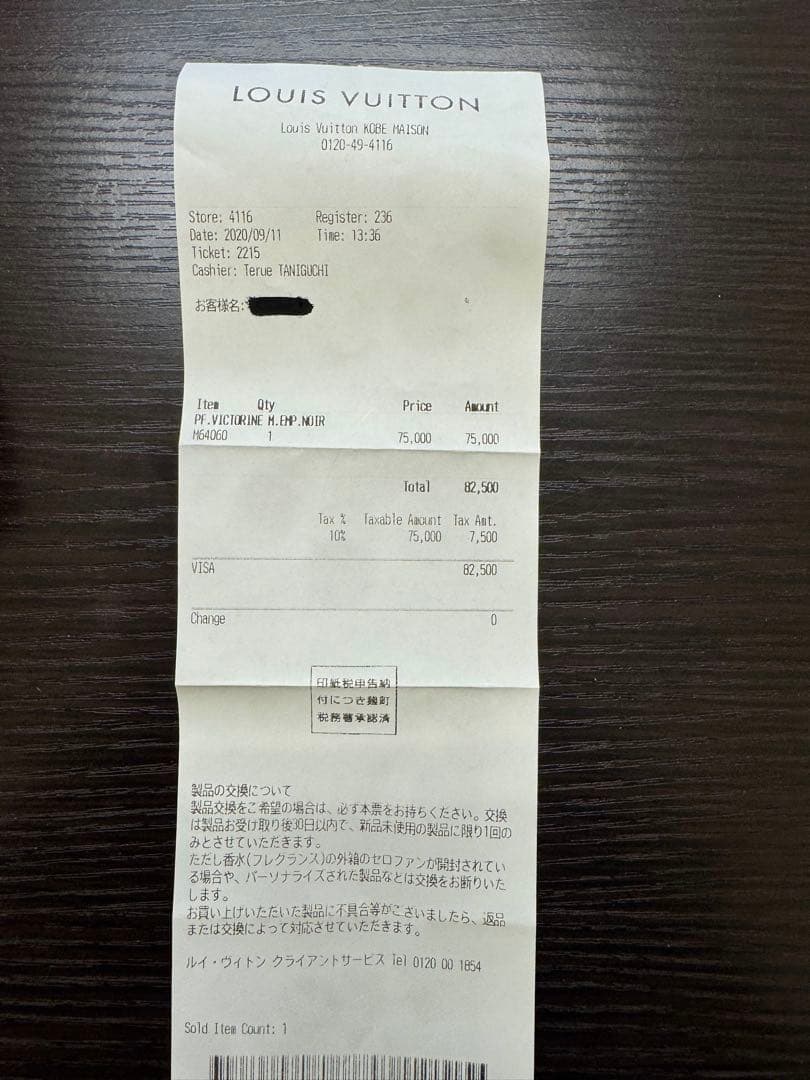 LOUIS VUITTON
Louis Vuitton KOBE MAISON
0120-49-4116
Store: 4116 Register: 236
Date: 2020/09/11 Time: 13:36
Ticket: 2215
Cashier: Terue TANIGUCHI
お客様名:
Item Qty Price Amount
PF.VICTORINE M.EMP.NOIR
M64060 1 75,000 75,000
Total 82,500
Tax % Taxable Amount Tax Amt.
10% 75,000 7,500
VISA 82,500
Change 0
印紙税申告納
付につき麹町
税務署承認済
製品の交換について
製品交換をご希望の場合は、必ず本票をお持ちください。交換
は製品お受け取り後30日以内で、新品未使用の製品に限り1回の
みとさせていただきます。
ただし香水(フレグランス)の外箱のセロファンが開封されてい
る場合や、パーソナライズされた製品などは交換をお断りいた
します。
お買い上げいただいた製品に不具合等がございましたら、返品
または交換によって対応させていただきます。
ルイ・ヴィトン クライアントサービス Tel 0120 00 1854
Sold Item Count: 1